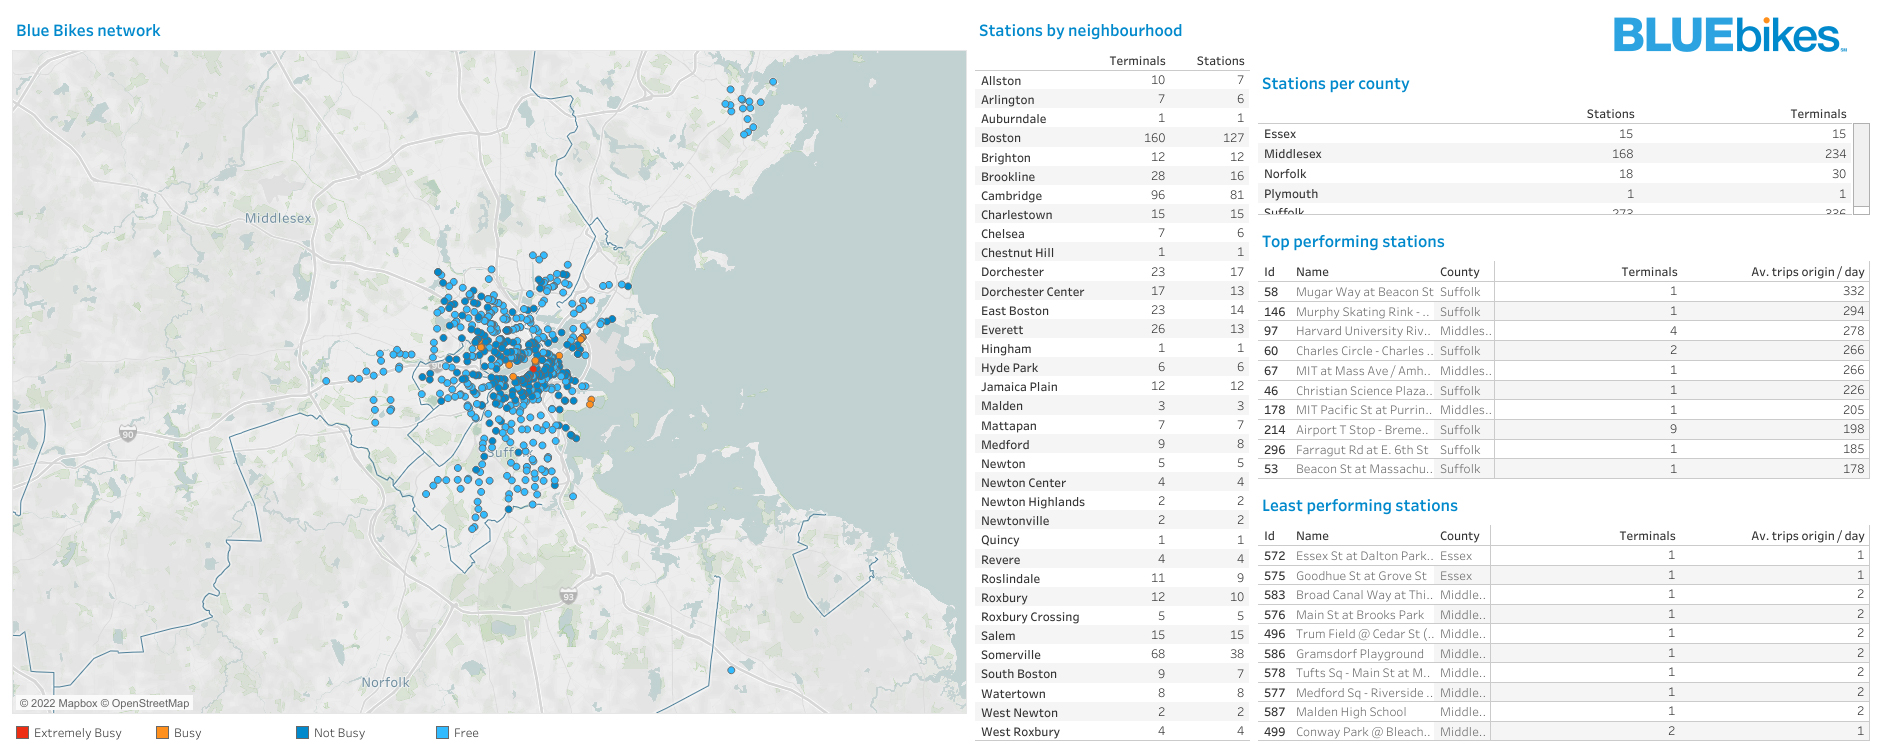 Blue Bikes network
Middlesex
Suff
Norfolk
90
93
© 2022 Mapbox © OpenStreetMap
Extremely Busy Busy Not Busy Free
Stations by neighbourhood
Terminals Stations
Allston 10 7
Arlington 7 6
Auburndale 1 1
Boston 160 127
Brighton 12 12
Brookline 28 16
Cambridge 96 81
Charlestown 15 15
Chelsea 7 6
Chestnut Hill 1 1
Dorchester 23 17
Dorchester Center 17 13
East Boston 23 14
Everett 26 13
Hingham 1 1
Hyde Park 6 6
Jamaica Plain 12 12
Malden 3 3
Mattapan 7 7
Medford 9 8
Newton 5 5
Newton Center 4 4
Newton Highlands 2 2
Newtonville 2 2
Quincy 1 1
Revere 4 4
Roslindale 11 9
Roxbury 12 10
Roxbury Crossing 5 5
Salem 15 15
Somerville 68 38
South Boston 9 7
Watertown 8 8
West Newton 2 2
West Roxbury 4 4
BLUEbikes
Stations per county
Stations Terminals
Essex 15 15
Middlesex 168 234
Norfolk 18 30
Plymouth 1 1
Suffolk 273 336
Top performing stations
Id Name County Terminals Av. trips origin / day
58 Mugar Way at Beacon St Suffolk 1 332
146 Murphy Skating Rink - .. Suffolk 1 294
97 Harvard University Riv.. Middles.. 4 278
60 Charles Circle - Charles .. Suffolk 2 266
67 MIT at Mass Ave / Amh.. Middles.. 1 266
46 Christian Science Plaza.. Suffolk 1 226
178 MIT Pacific St at Purrin.. Middles.. 1 205
214 Airport T Stop - Breme.. Suffolk 9 198
296 Farragut Rd at E. 6th St Suffolk 1 185
53 Beacon St at Massachu.. Suffolk 1 178
Least performing stations
Id Name County Terminals Av. trips origin / day
572 Essex St at Dalton Park.. Essex 1 1
575 Goodhue St at Grove St Essex 1 1
583 Broad Canal Way at Thi.. Middle.. 1 2
576 Main St at Brooks Park Middle.. 1 2
496 Trum Field @ Cedar St (.. Middle.. 1 2
586 Gramsdorf Playground Middle.. 1 2
578 Tufts Sq - Main St at M.. Middle.. 1 2
577 Medford Sq - Riverside .. Middle.. 1 2
587 Malden High School Middle.. 1 2
499 Conway Park @ Bleach.. Middle.. 2 1